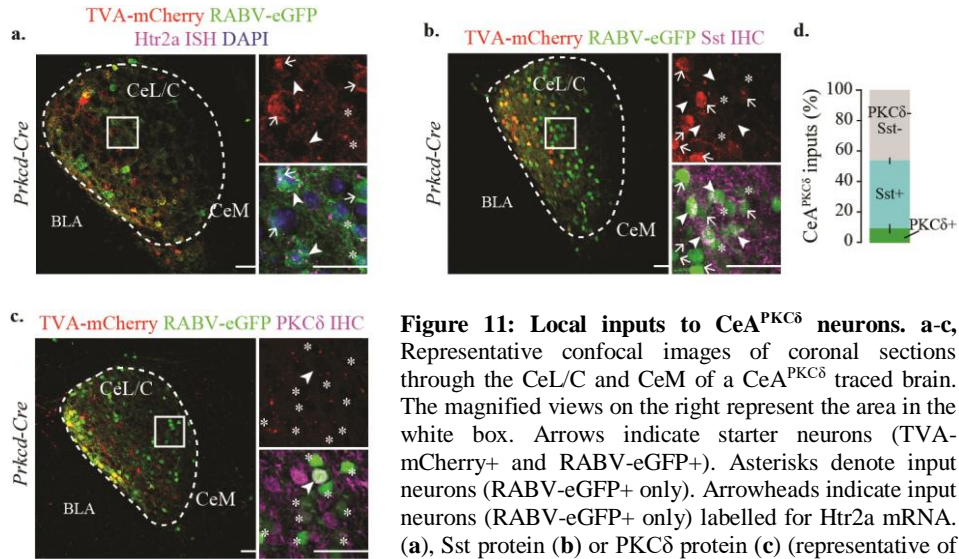 a.
TVA-mCherry RABV-eGFP
Htr2a ISH DAPI
Prkcd-Cre
CeL/C
BLA
CeM
b.
TVA-mCherry RABV-eGFP Sst IHC
Prkcd-Cre
CeL/C
BLA
CeM
d.
CeA^PKCδ inputs (%)
100
80
60
40
20
0
PKCδ-
Sst-
Sst+
PKCδ+
c.
TVA-mCherry RABV-eGFP PKCδ IHC
Prkcd-Cre
CeL/C
BLA
CeM
Figure 11: Local inputs to CeA^PKCδ neurons. a-c,
Representative confocal images of coronal sections
through the CeL/C and CeM of a CeA^PKCδ traced brain.
The magnified views on the right represent the area in the
white box. Arrows indicate starter neurons (TVA-
mCherry+ and RABV-eGFP+). Asterisks denote input
neurons (RABV-eGFP+ only). Arrowheads indicate input
neurons (RABV-eGFP+ only) labelled for Htr2a mRNA.
(a), Sst protein (b) or PKCδ protein (c) (representative of